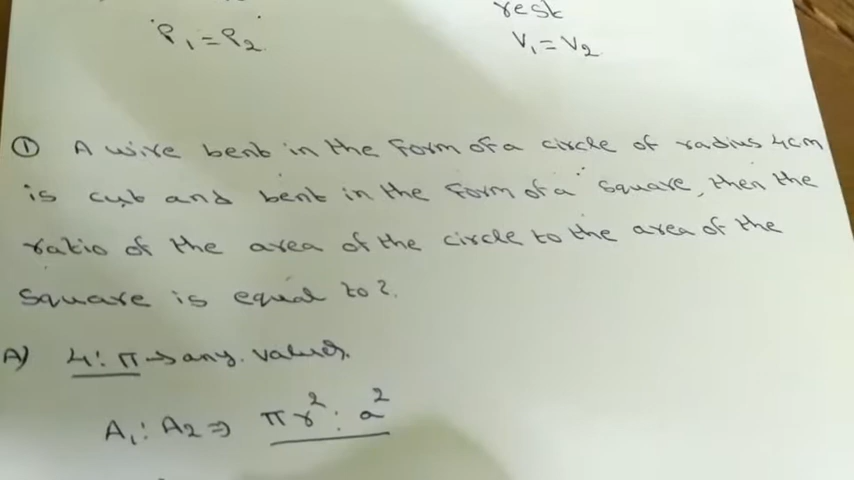 rest
P₁=P₂
V₁=V₂
① A wire bent in the form of a circle of radius 4cm
is cut and bent in the form of a square, then the
ratio of the area of the circle to the area of the
square is equal to?.
A) 4:π→any values.
A₁:A₂⇒ πr²:a²